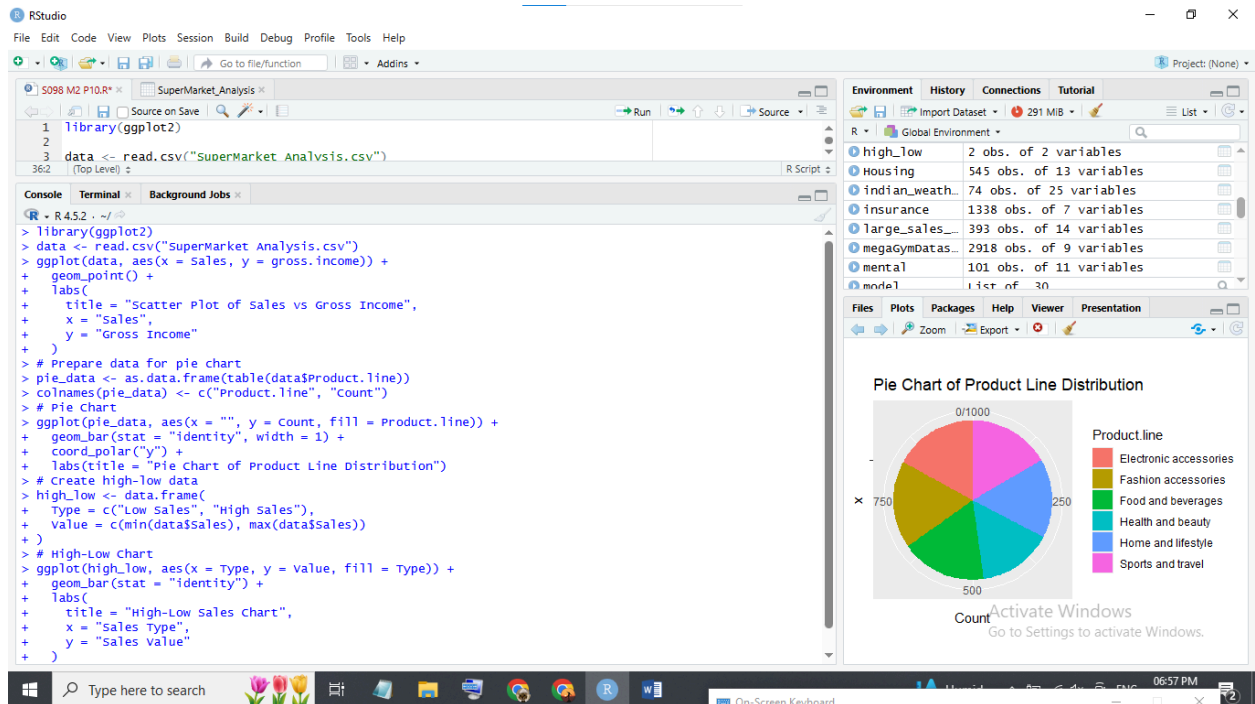 RStudio
File Edit Code View Plots Session Build Debug Profile Tools Help
Go to file/function Addins Project: (None)
S098 M2 P10.R* SuperMarket_Analysis
Source on Save Run Source
1 library(ggplot2)
2
3 data <- read.csv("SuperMarket Analysis.csv")
36:2 (Top Level) R Script
Console Terminal Background Jobs
R 4.5.2 · ~/
> library(ggplot2)
> data <- read.csv("SuperMarket Analysis.csv")
> ggplot(data, aes(x = Sales, y = gross.income)) +
+   geom_point() +
+   labs(
+     title = "Scatter Plot of Sales vs Gross Income",
+     x = "Sales",
+     y = "Gross Income"
+   )
> # Prepare data for pie chart
> pie_data <- as.data.frame(table(data$Product.line))
> colnames(pie_data) <- c("Product.line", "Count")
> # Pie Chart
> ggplot(pie_data, aes(x = "", y = Count, fill = Product.line)) +
+   geom_bar(stat = "identity", width = 1) +
+   coord_polar("y") +
+   labs(title = "Pie Chart of Product Line Distribution")
> # Create high-low data
> high_low <- data.frame(
+   Type = c("Low Sales", "High Sales"),
+   Value = c(min(data$Sales), max(data$Sales))
+ )
> # High-Low Chart
> ggplot(high_low, aes(x = Type, y = Value, fill = Type)) +
+   geom_bar(stat = "identity") +
+   labs(
+     title = "High-Low Sales Chart",
+     x = "Sales Type",
+     y = "Sales Value"
+   )
Environment History Connections Tutorial
Import Dataset 291 MiB List
R Global Environment
high_low 2 obs. of 2 variables
Housing 545 obs. of 13 variables
indian_weath… 74 obs. of 25 variables
insurance 1338 obs. of 7 variables
large_sales_… 393 obs. of 14 variables
megaGymDatas… 2918 obs. of 9 variables
mental 101 obs. of 11 variables
model List of 30
Files Plots Packages Help Viewer Presentation
Zoom Export
Pie Chart of Product Line Distribution
0/1000
250
500
750
x
Count
Product.line
Electronic accessories
Fashion accessories
Food and beverages
Health and beauty
Home and lifestyle
Sports and travel
Activate Windows
Go to Settings to activate Windows.
Type here to search
Humid ENG 06:57 PM 2
On-Screen Keyboard